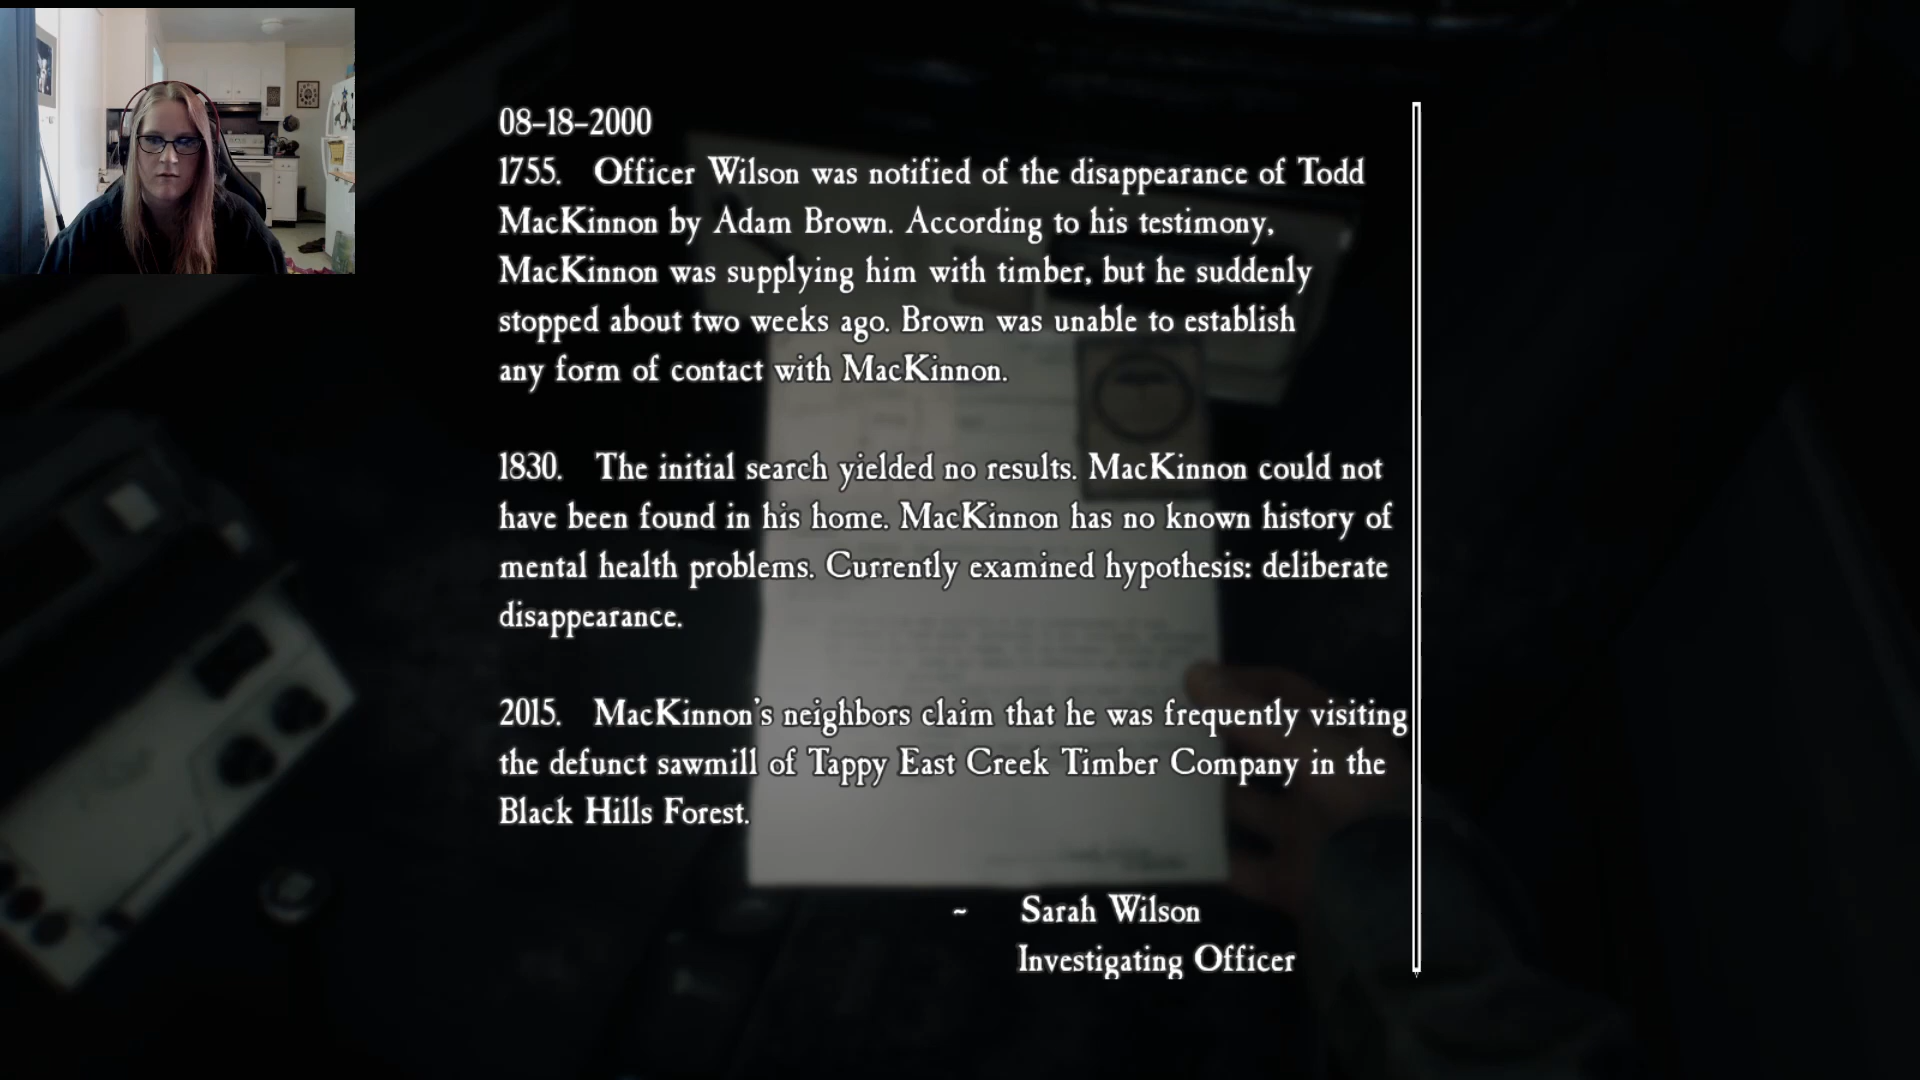 08-18-2000
1755. Officer Wilson was notified of the disappearance of Todd
MacKinnon by Adam Brown. According to his testimony,
MacKinnon was supplying him with timber, but he suddenly
stopped about two weeks ago. Brown was unable to establish
any form of contact with MacKinnon.
1830. The initial search yielded no results. MacKinnon could not
have been found in his home. MacKinnon has no known history of
mental health problems. Currently examined hypothesis: deliberate
disappearance.
2015. MacKinnon's neighbors claim that he was frequently visiting
the defunct sawmill of Tappy East Creek Timber Company in the
Black Hills Forest.
~ Sarah Wilson
Investigating Officer